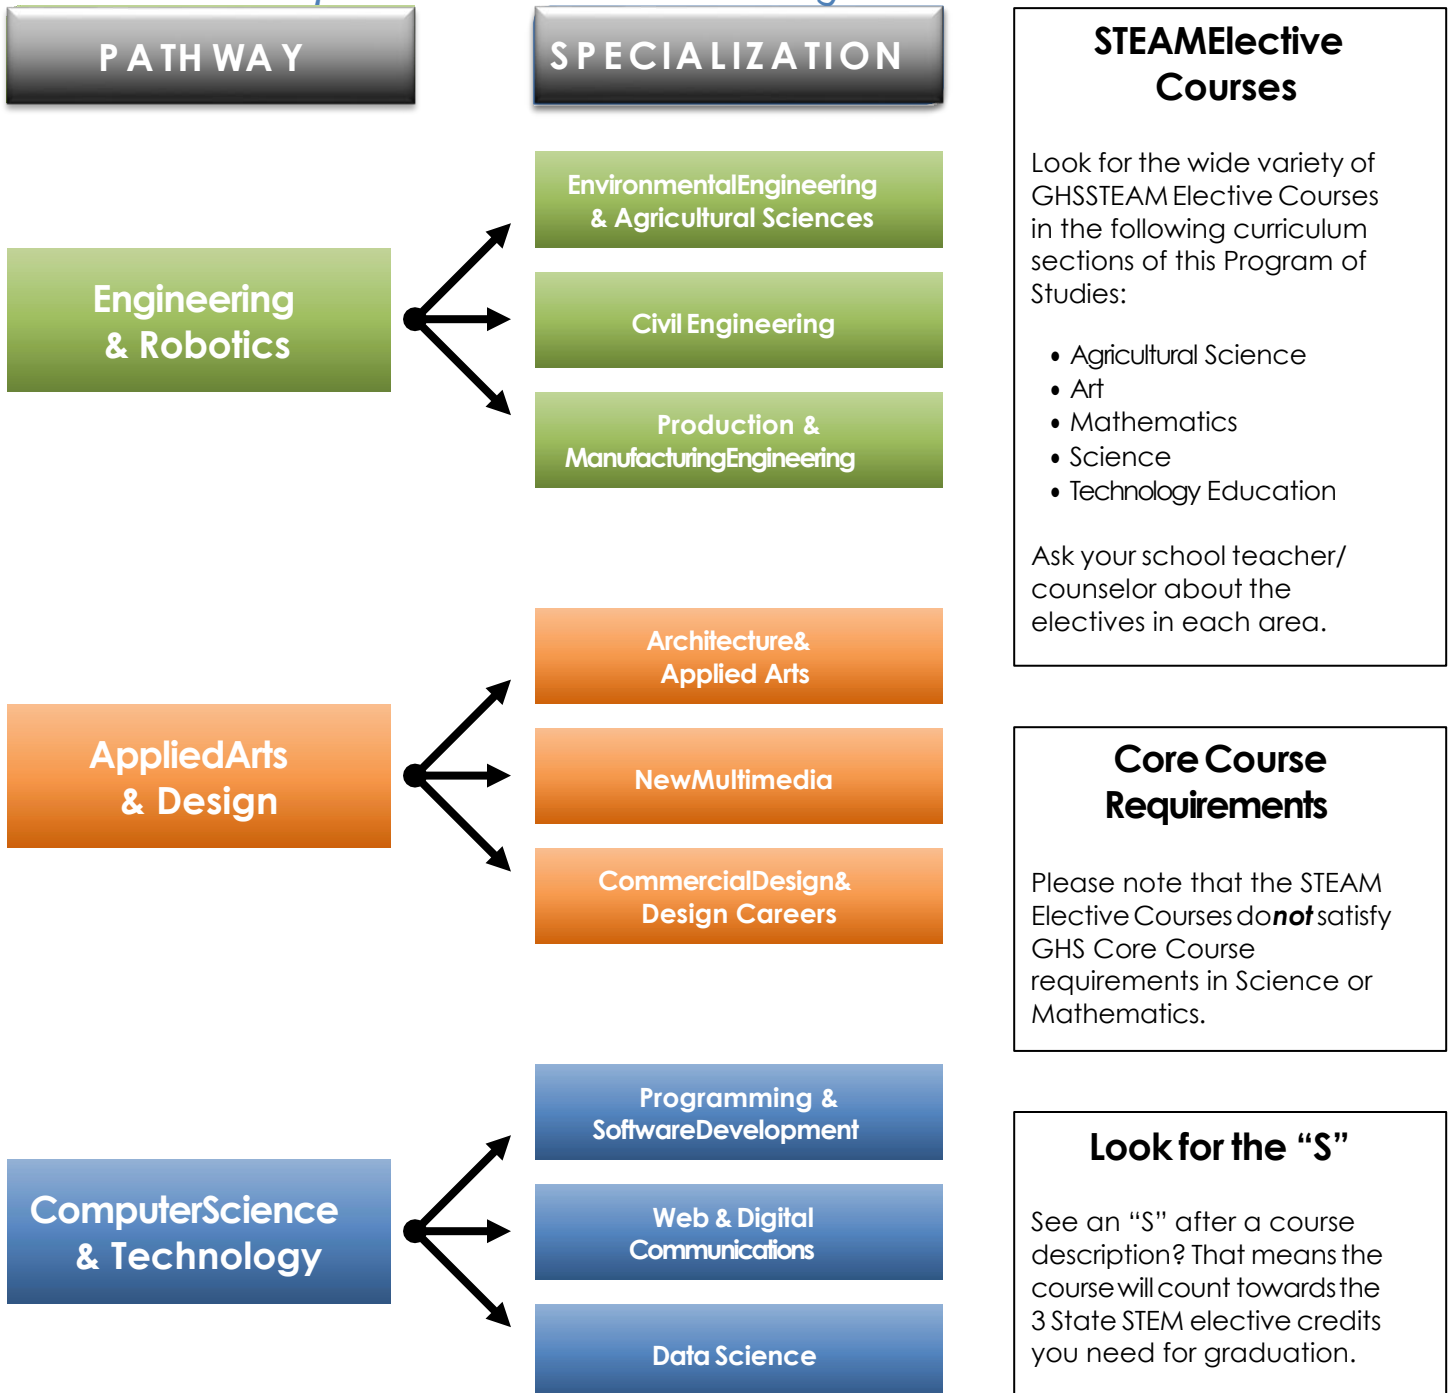 PATHWAY
SPECIALIZATION
Engineering
& Robotics
EnvironmentalEngineering
& Agricultural Sciences
Civil Engineering
Production &
ManufacturingEngineering
AppliedArts
& Design
Architecture&
Applied Arts
NewMultimedia
CommercialDesign&
Design Careers
ComputerScience
& Technology
Programming &
SoftwareDevelopment
Web & Digital
Communications
Data Science
STEAMElective
Courses
Look for the wide variety of
GHSSTEAM Elective Courses
in the following curriculum
sections of this Program of
Studies:
• Agricultural Science
• Art
• Mathematics
• Science
• Technology Education
Ask your school teacher/
counselor about the
electives in each area.
Core Course
Requirements
Please note that the STEAM
Elective Courses do not satisfy
GHS Core Course
requirements in Science or
Mathematics.
Look for the “S”
See an “S” after a course
description? That means the
course will count towards the
3 State STEM elective credits
you need for graduation.